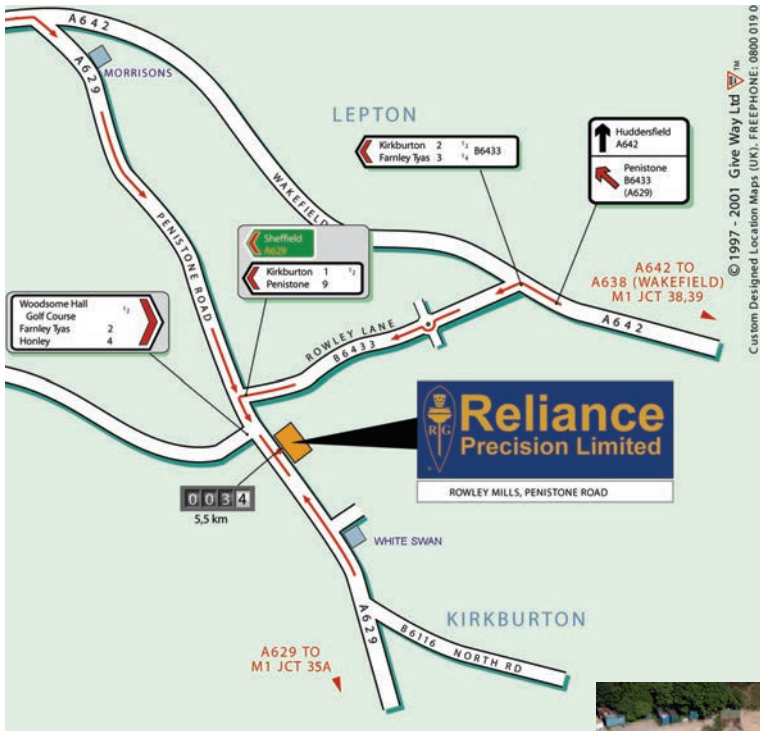 A642
A629
MORRISONS
LEPTON
WAKEFIELD
Kirkburton 2 1/2
Farnley Tyas 3 1/4
B6433
Huddersfield
A642
Penistone
B6433
(A629)
PENISTONE ROAD
Sheffield
A629
Kirkburton 1 1/2
Penistone 9
Woodsome Hall 1/2
Golf Course
Farnley Tyas 2
Honley 4
ROWLEY LANE
B6433
A642 TO
A638 (WAKEFIELD)
M1 JCT 38,39
A642
RG
Reliance
Precision Limited
ROWLEY MILLS, PENISTONE ROAD
0034
5,5 km
WHITE SWAN
KIRKBURTON
A629
B6116 NORTH RD
A629 TO
M1 JCT 35A
© 1997 - 2001 Give Way Ltd ™
Custom Designed Location Maps (UK). FREEPHONE: 0800 019 0